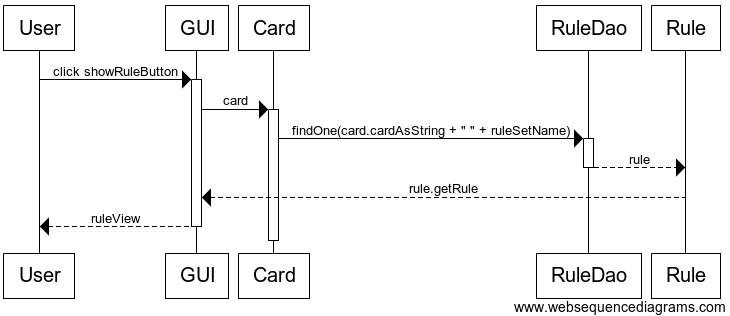 User GUI Card RuleDao Rule
click showRuleButton
card
findOne(card.cardAsString + " " + ruleSetName)
rule
rule.getRule
ruleView
User GUI Card RuleDao Rule
www.websequencediagrams.com